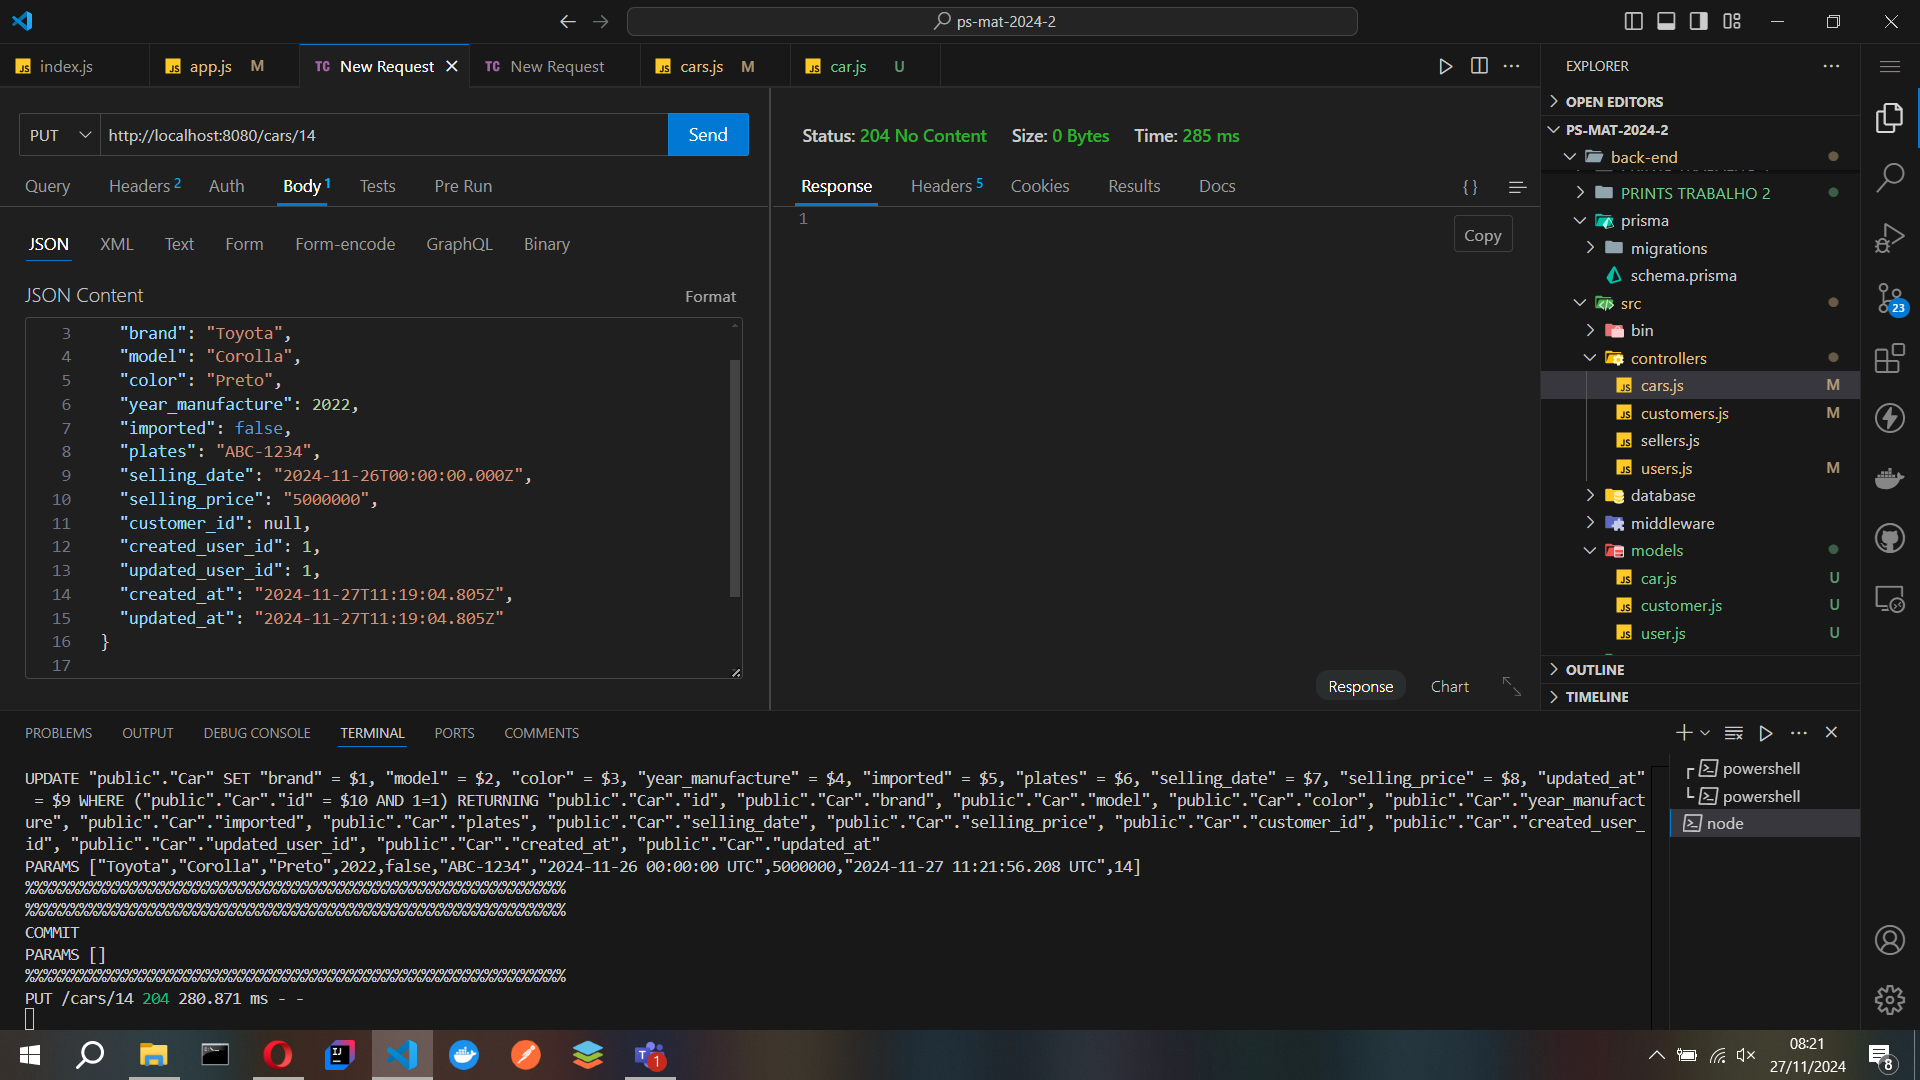 ps-mat-2024-2
index.js
app.js M
TC New Request
TC New Request
cars.js M
car.js U
PUT http://localhost:8080/cars/14 Send
Query Headers 2 Auth Body 1 Tests Pre Run
JSON XML Text Form Form-encode GraphQL Binary
JSON Content Format
3 "brand": "Toyota",
4 "model": "Corolla",
5 "color": "Preto",
6 "year_manufacture": 2022,
7 "imported": false,
8 "plates": "ABC-1234",
9 "selling_date": "2024-11-26T00:00:00.000Z",
10 "selling_price": "5000000",
11 "customer_id": null,
12 "created_user_id": 1,
13 "updated_user_id": 1,
14 "created_at": "2024-11-27T11:19:04.805Z",
15 "updated_at": "2024-11-27T11:19:04.805Z"
16 }
17
Status: 204 No Content Size: 0 Bytes Time: 285 ms
Response Headers 5 Cookies Results Docs {}
1
Copy
Response Chart
EXPLORER
OPEN EDITORS
PS-MAT-2024-2
back-end
PRINTS TRABALHO 2
prisma
migrations
schema.prisma
src
bin
controllers
cars.js M
customers.js M
sellers.js
users.js M
database
middleware
models
car.js U
customer.js U
user.js U
OUTLINE
TIMELINE
23
PROBLEMS OUTPUT DEBUG CONSOLE TERMINAL PORTS COMMENTS
UPDATE "public"."Car" SET "brand" = $1, "model" = $2, "color" = $3, "year_manufacture" = $4, "imported" = $5, "plates" = $6, "selling_date" = $7, "selling_price" = $8, "updated_at"
= $9 WHERE ("public"."Car"."id" = $10 AND 1=1) RETURNING "public"."Car"."id", "public"."Car"."brand", "public"."Car"."model", "public"."Car"."color", "public"."Car"."year_manufact
ure", "public"."Car"."imported", "public"."Car"."plates", "public"."Car"."selling_date", "public"."Car"."selling_price", "public"."Car"."customer_id", "public"."Car"."created_user_
id", "public"."Car"."updated_user_id", "public"."Car"."created_at", "public"."Car"."updated_at"
PARAMS ["Toyota","Corolla","Preto",2022,false,"ABC-1234","2024-11-26 00:00:00 UTC",5000000,"2024-11-27 11:21:56.208 UTC",14]
%%%%%%%%%%%%%%%%%%%%%%%%%%%%%%%%%%%%%%%%%%%%%%%%%%%%%%%%%%%%
%%%%%%%%%%%%%%%%%%%%%%%%%%%%%%%%%%%%%%%%%%%%%%%%%%%%%%%%%%%%
COMMIT
PARAMS []
%%%%%%%%%%%%%%%%%%%%%%%%%%%%%%%%%%%%%%%%%%%%%%%%%%%%%%%%%%%%
PUT /cars/14 204 280.871 ms - -
powershell
powershell
node
1
08:21
27/11/2024
8